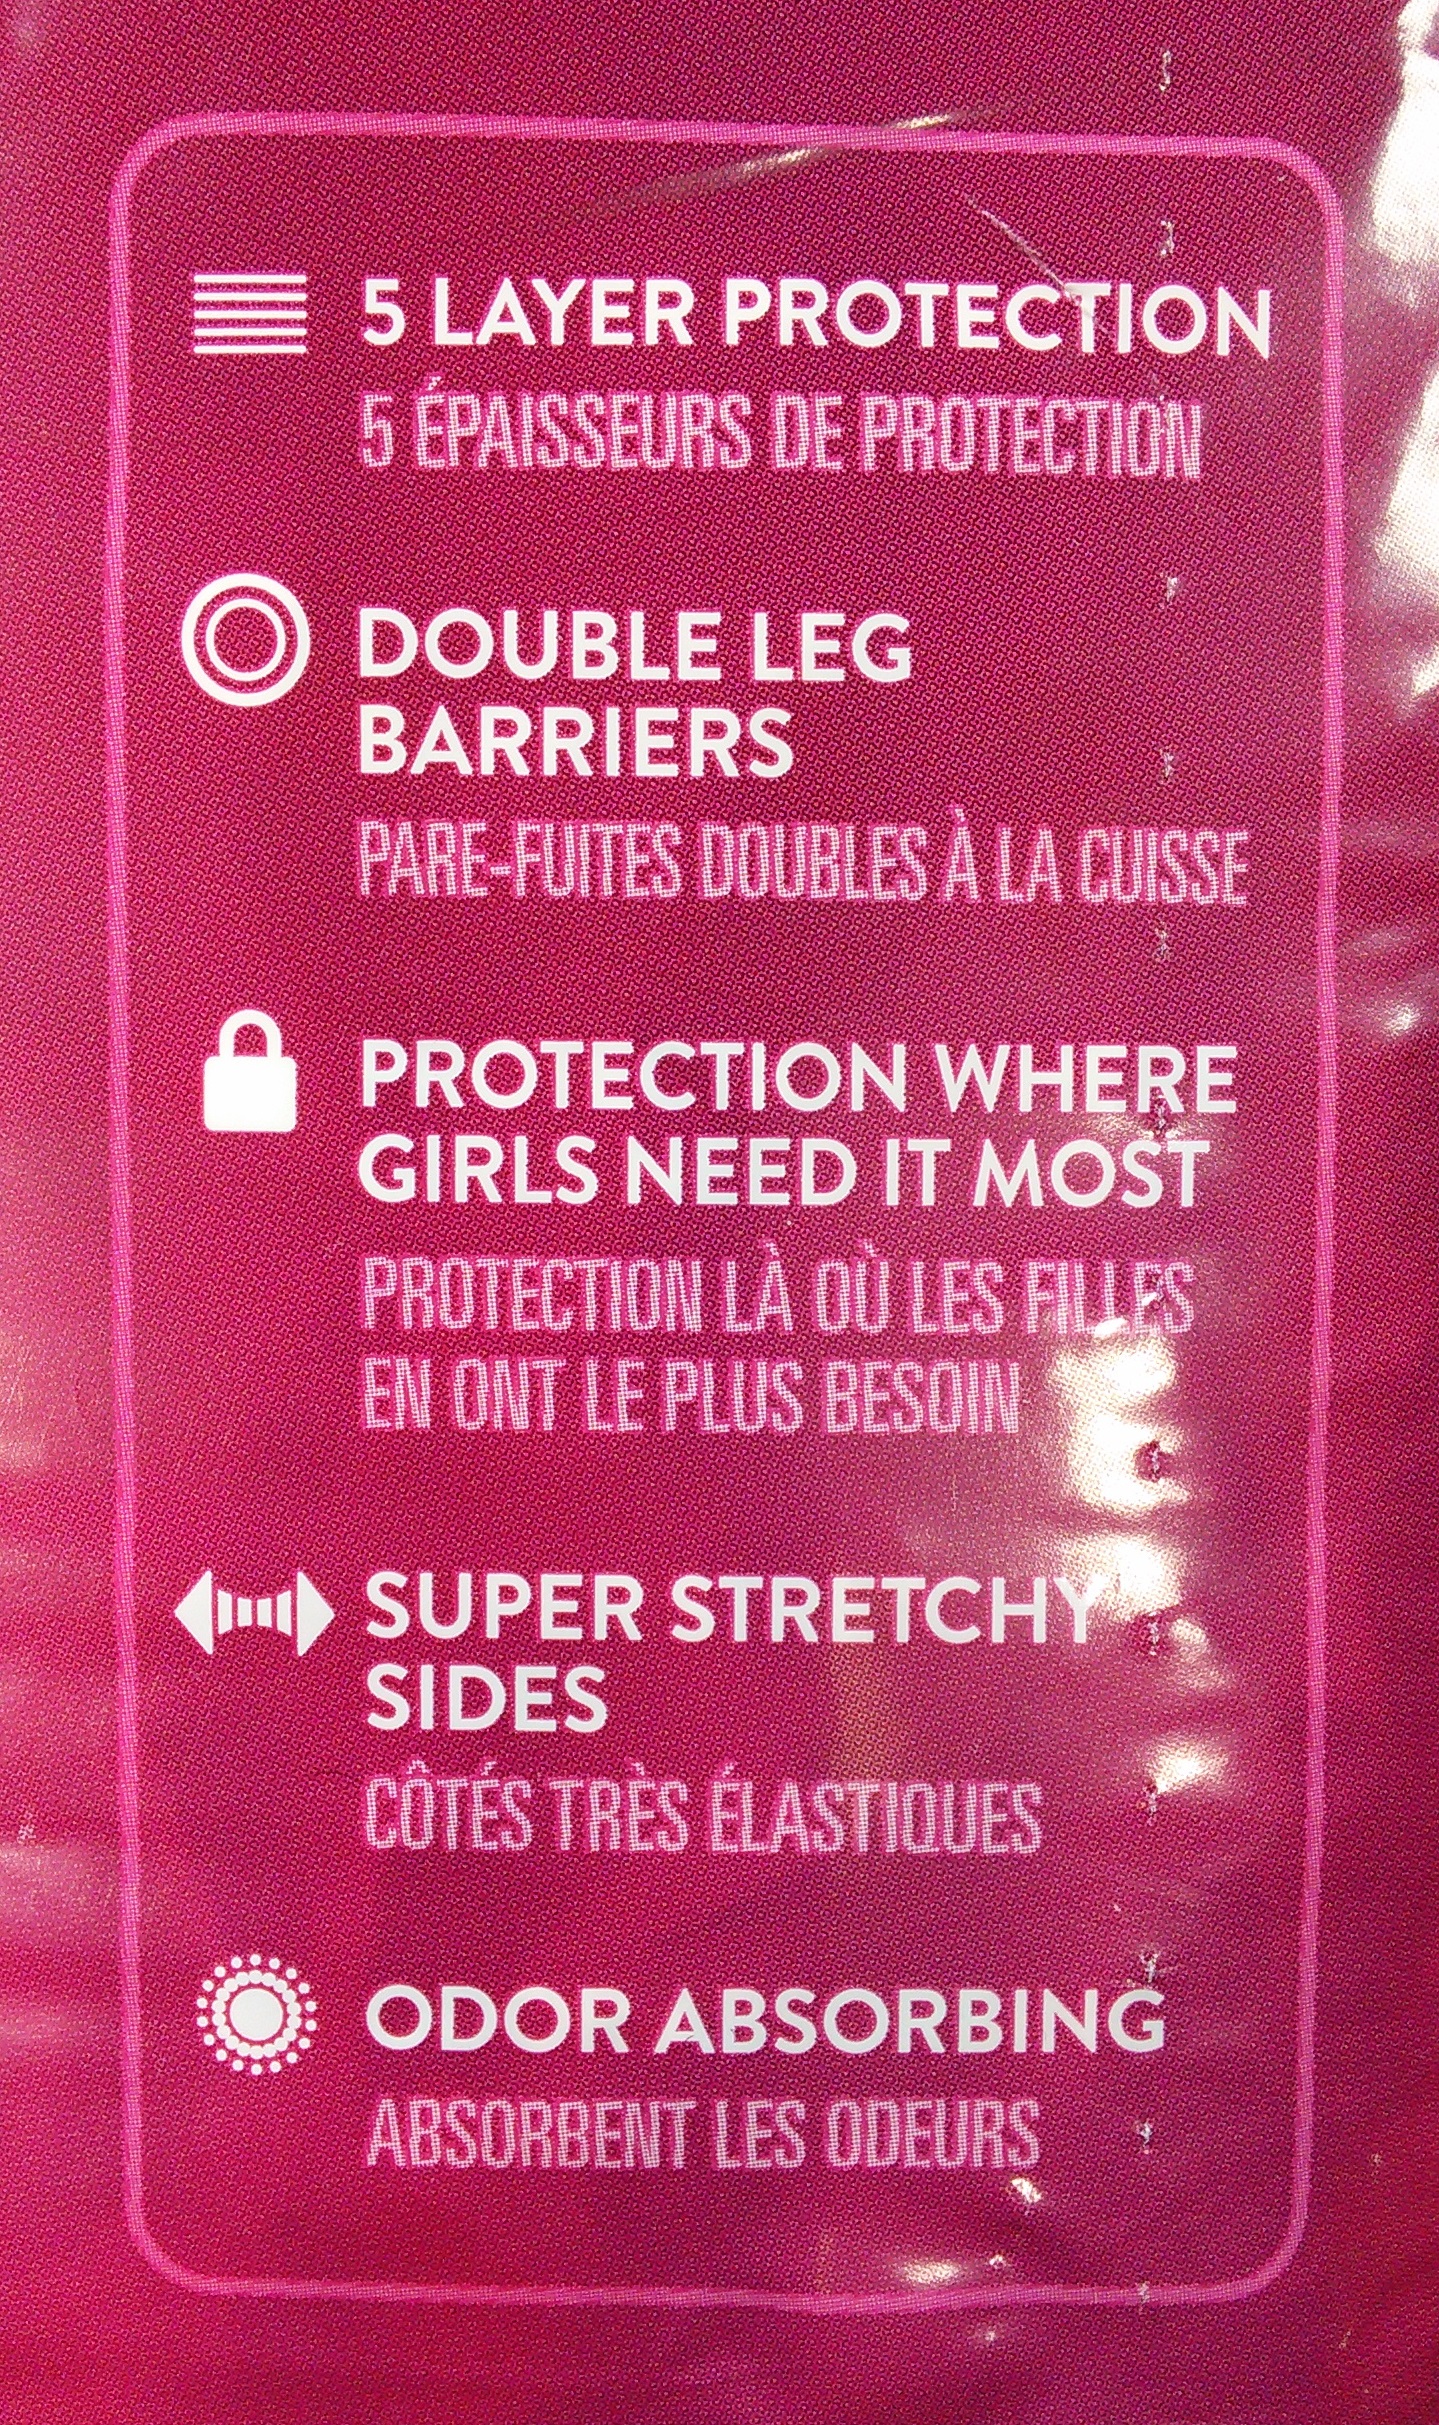 5 LAYER PROTECTION
5 ÉPAISSEURS DE PROTECTION
DOUBLE LEG
BARRIERS
PARE-FUITES DOUBLES À LA CUISSE
PROTECTION WHERE
GIRLS NEED IT MOST
PROTECTION LÀ OÙ LES FILLES
EN ONT LE PLUS BESOIN
SUPER STRETCHY
SIDES
CÔTÉS TRÈS ÉLASTIQUES
ODOR ABSORBING
ABSORBENT LES ODEURS